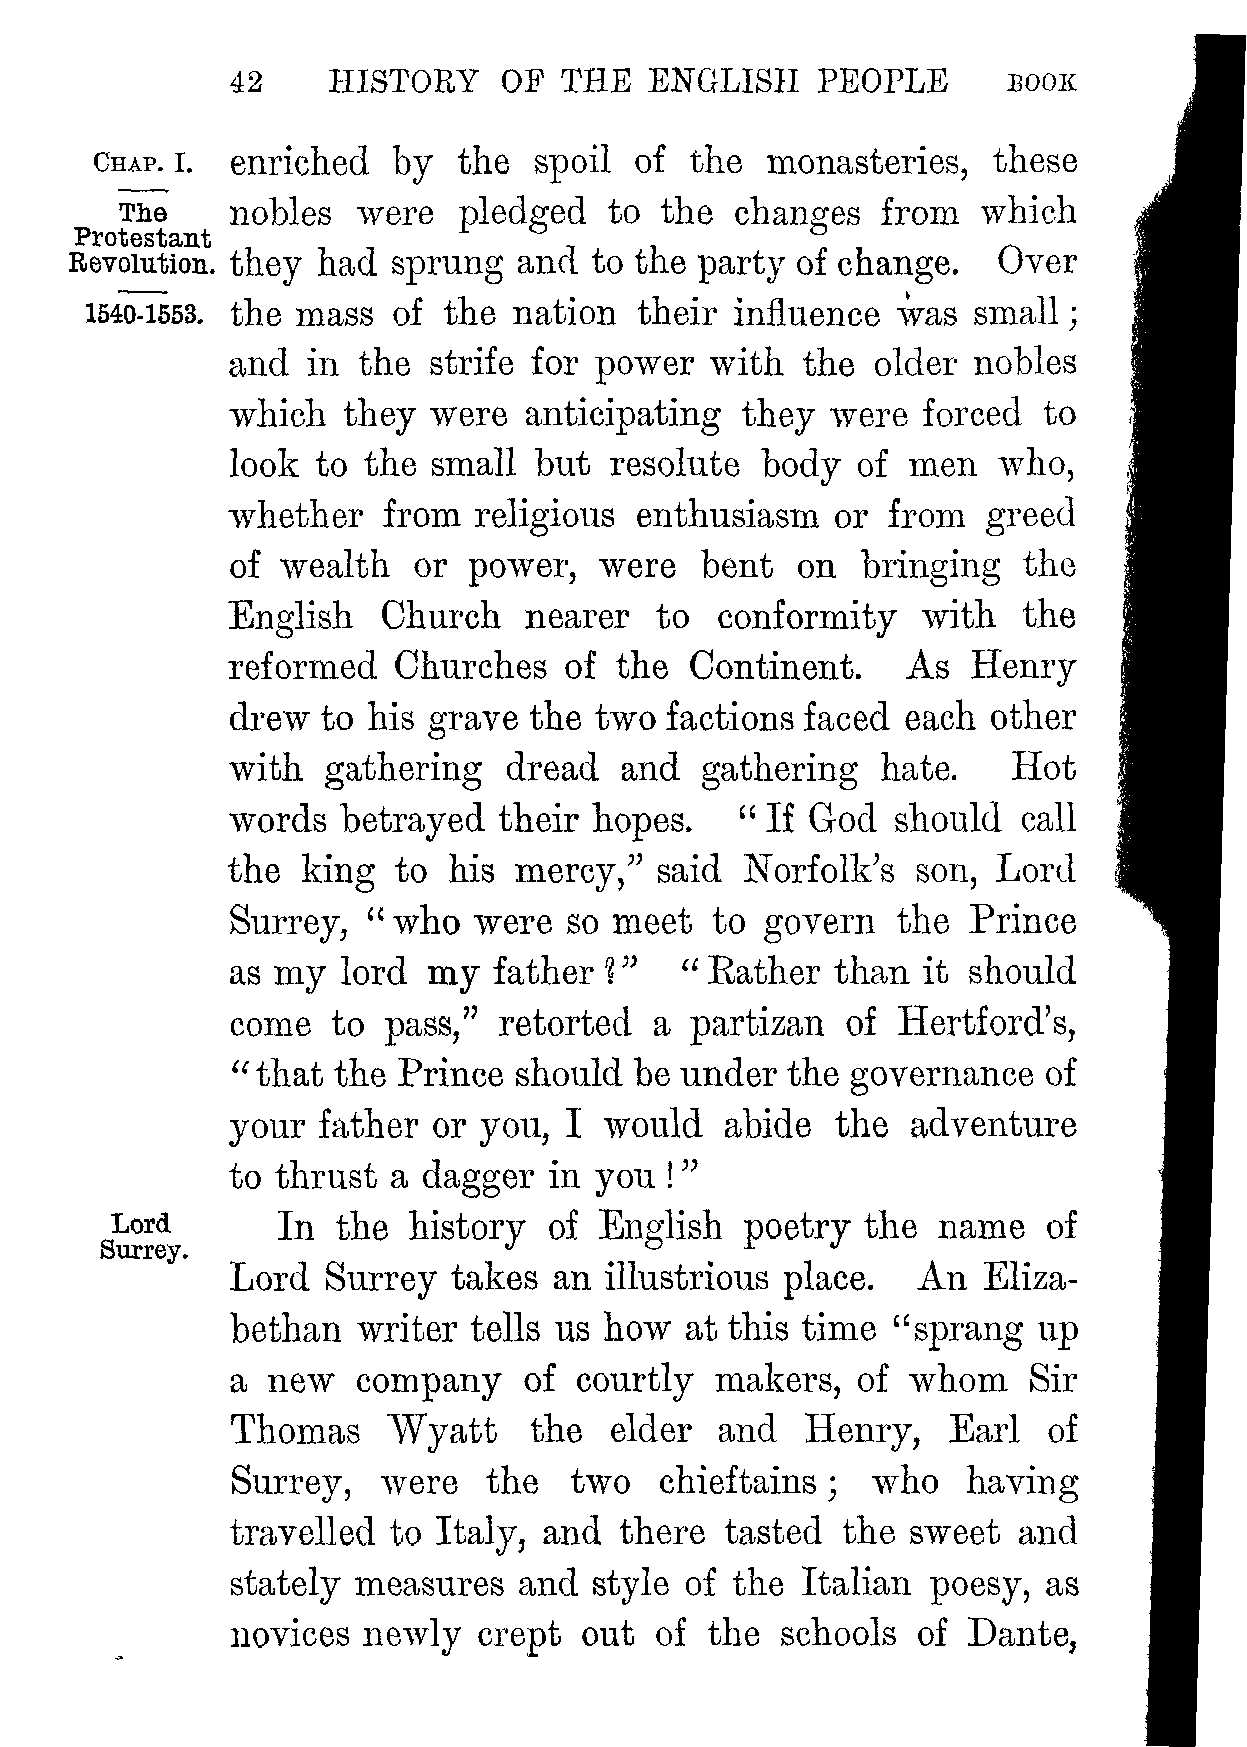 42 HISTORY OF THE ENGLISH PEOPLE BOOK
CHAP. I.
The
Protestant
Revolution.
1540-1553.
enriched by the spoil of the monasteries, these
nobles were pledged to the changes from which
they had sprung and to the party of change. Over
the mass of the nation their influence was small ;
and in the strife for power with the older nobles
which they were anticipating they were forced to
look to the small but resolute body of men who,
whether from religious enthusiasm or from greed
of wealth or power, were bent on bringing the
English Church nearer to conformity with the
reformed Churches of the Continent. As Henry
drew to his grave the two factions faced each other
with gathering dread and gathering hate. Hot
words betrayed their hopes. “ If God should call
the king to his mercy,” said Norfolk’s son, Lord
Surrey, “ who were so meet to govern the Prince
as my lord my father ?” “ Rather than it should
come to pass,” retorted a partizan of Hertford’s,
“ that the Prince should be under the governance of
your father or you, I would abide the adventure
to thrust a dagger in you !”
Lord
Surrey.
In the history of English poetry the name of
Lord Surrey takes an illustrious place. An Eliza-
bethan writer tells us how at this time “sprang up
a new company of courtly makers, of whom Sir
Thomas Wyatt the elder and Henry, Earl of
Surrey, were the two chieftains ; who having
travelled to Italy, and there tasted the sweet and
stately measures and style of the Italian poesy, as
novices newly crept out of the schools of Dante,